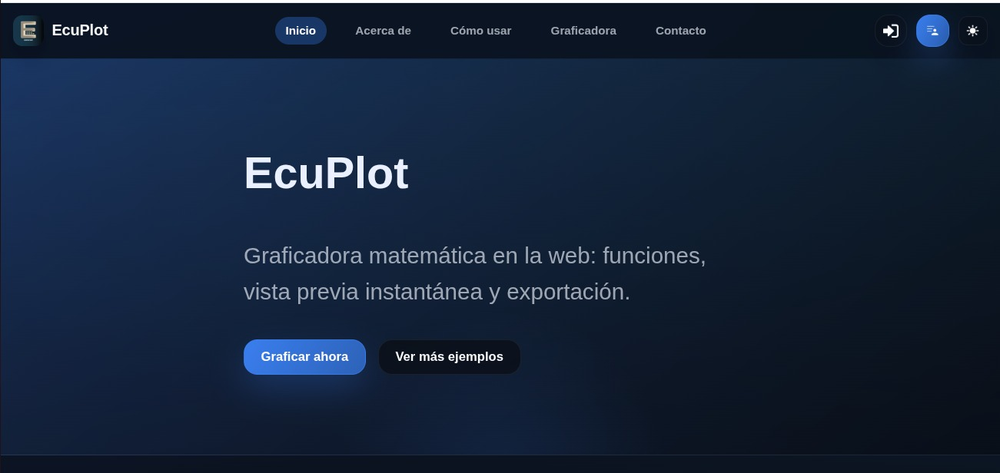 EcuPlot
Inicio
Acerca de
Cómo usar
Graficadora
Contacto
EcuPlot
Graficadora matemática en la web: funciones,
vista previa instantánea y exportación.
Graficar ahora
Ver más ejemplos